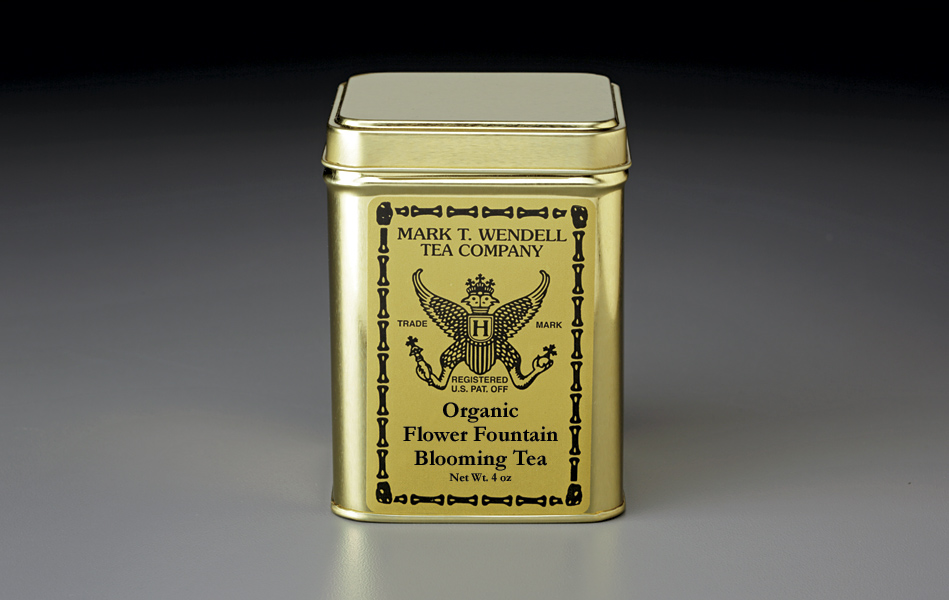 MARK T. WENDELL
TEA COMPANY
TRADE MARK
H
REGISTERED
U.S. PAT. OFF
Organic
Flower Fountain
Blooming Tea
Net Wt. 4 oz